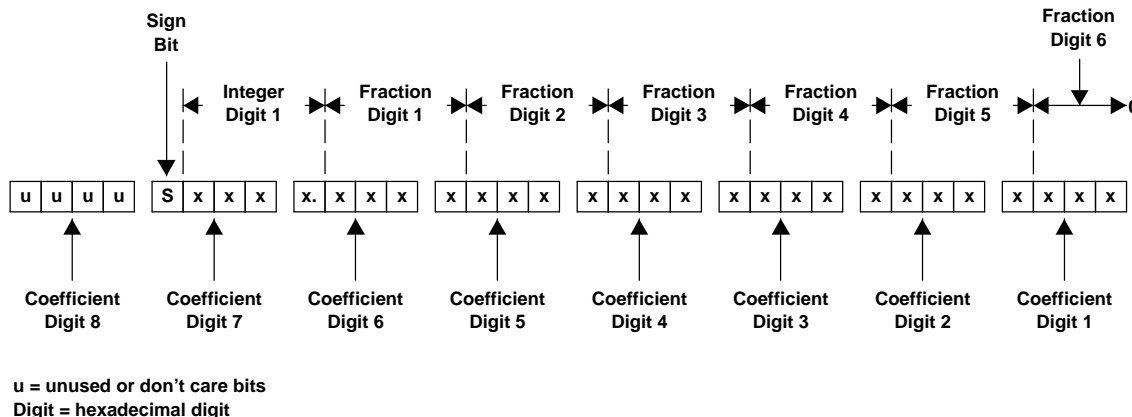 Sign
Bit
Fraction
Digit 6
Integer
Digit 1
Fraction
Digit 1
Fraction
Digit 2
Fraction
Digit 3
Fraction
Digit 4
Fraction
Digit 5
u u u u S x x x x. x x x x x x x x x x x x x x x x x x x x x x x
Coefficient
Digit 8
Coefficient
Digit 7
Coefficient
Digit 6
Coefficient
Digit 5
Coefficient
Digit 4
Coefficient
Digit 3
Coefficient
Digit 2
Coefficient
Digit 1
u = unused or don’t care bits
Digit = hexadecimal digit